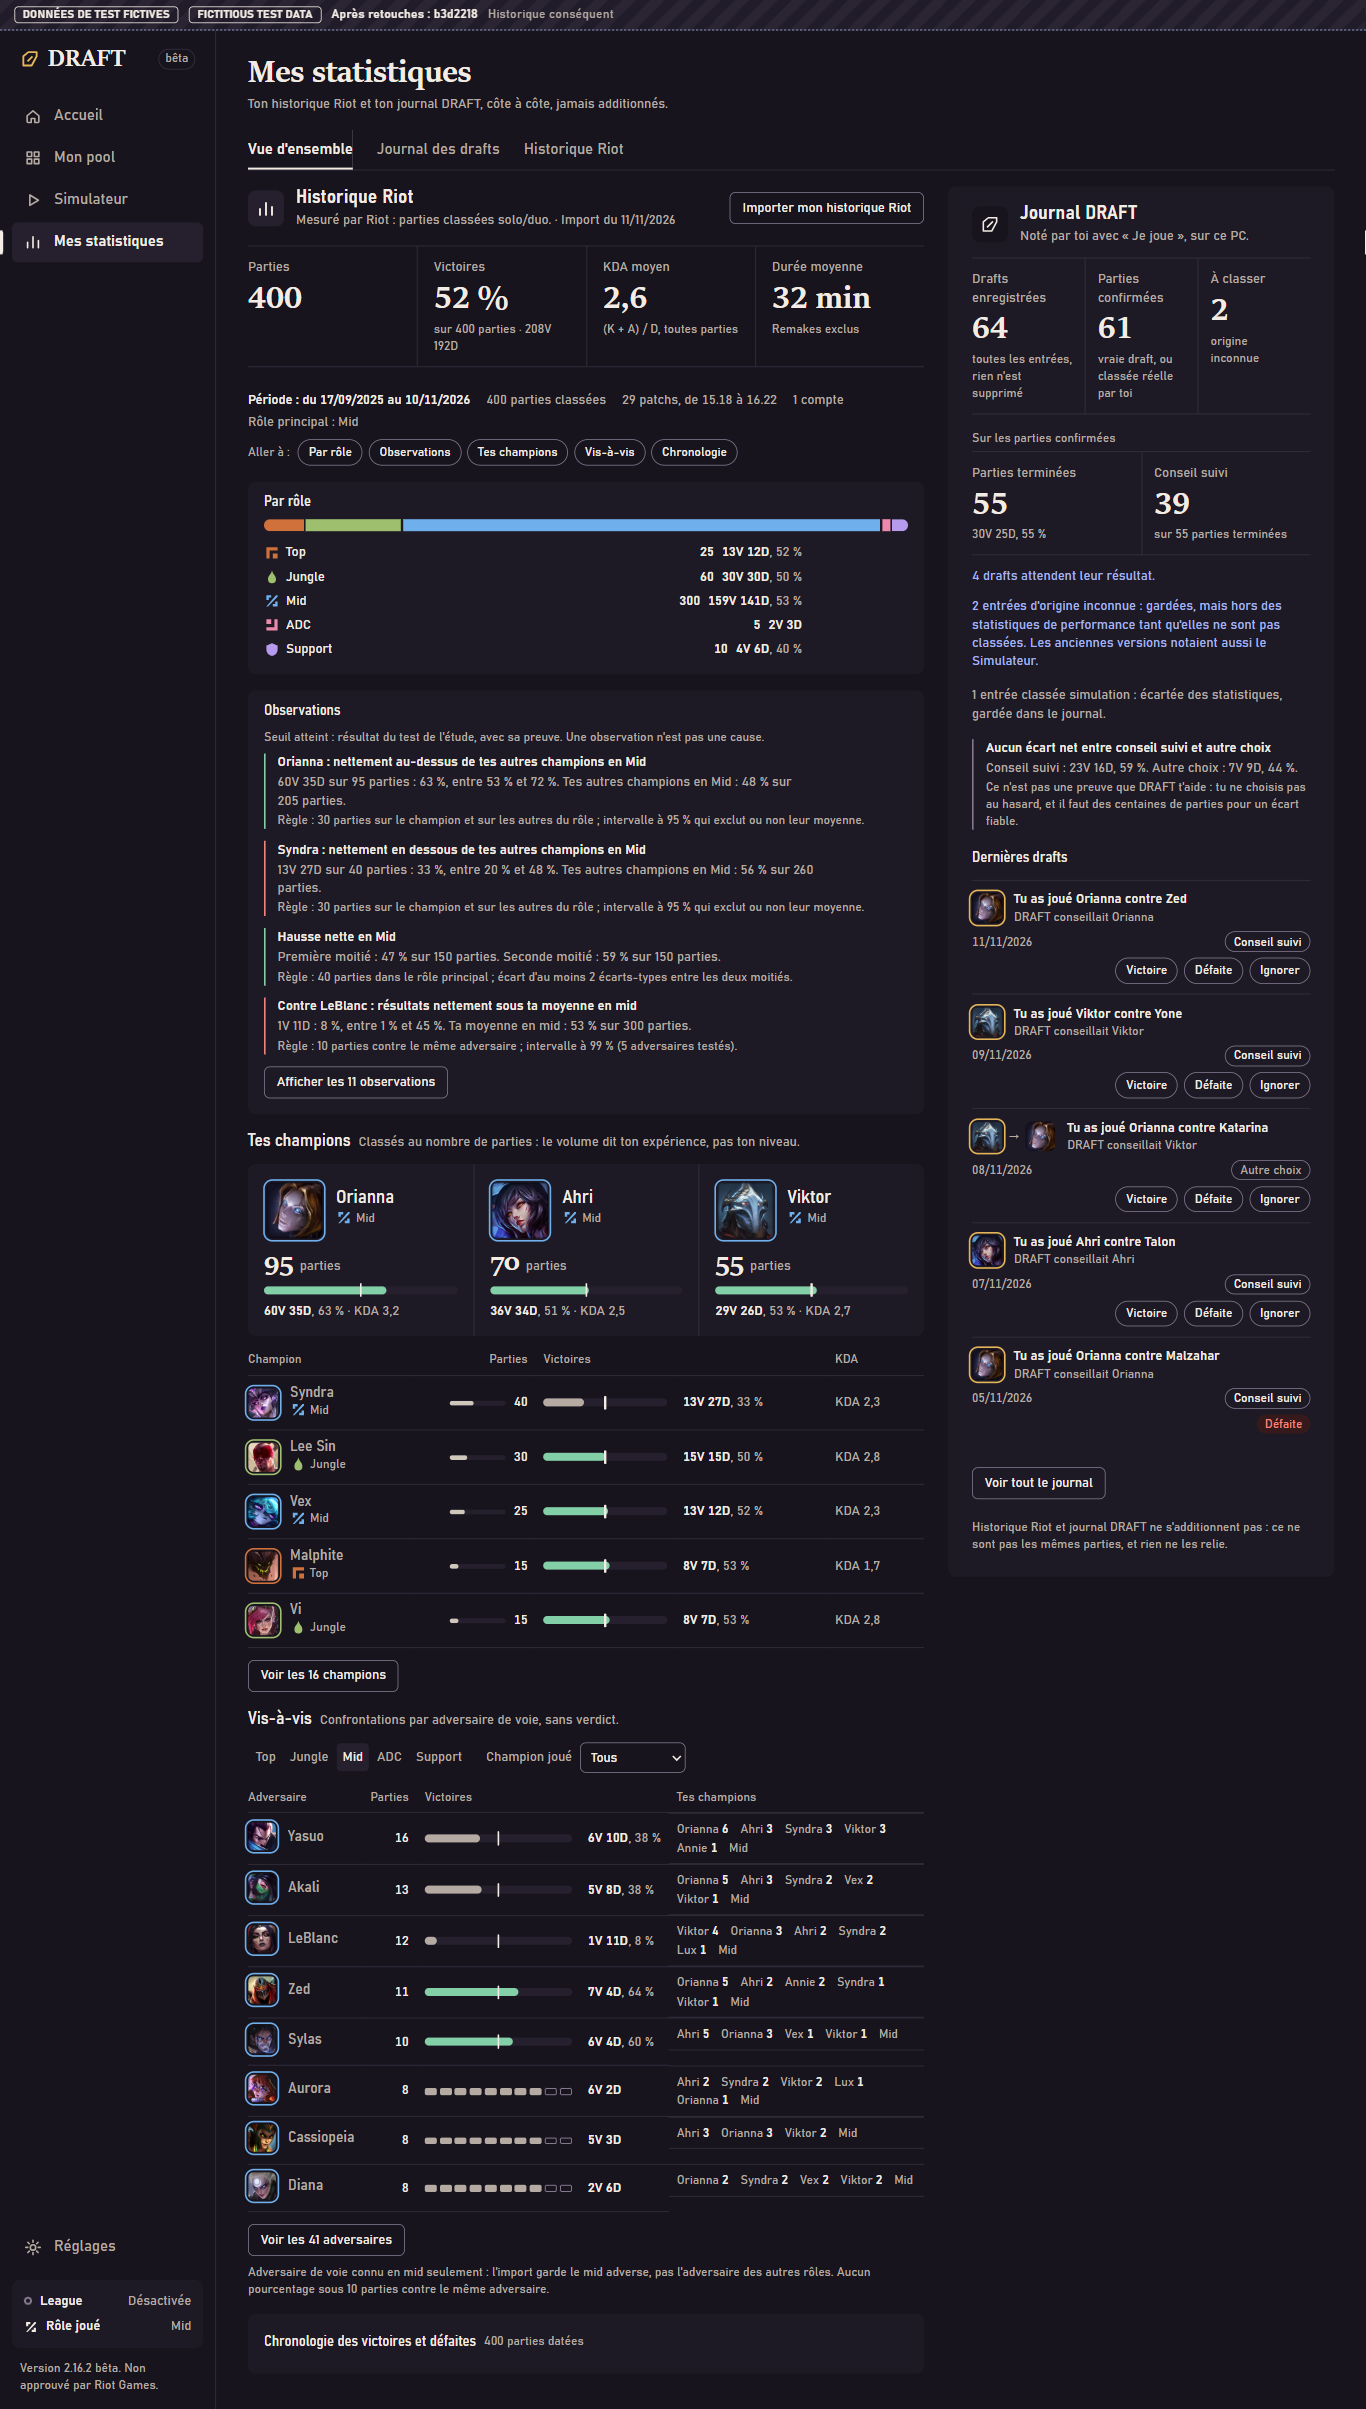 DONNÉES DE TEST FICTIVES FICTITIOUS TEST DATA Après retouches : b3d2218 Historique conséquent
DRAFT bêta
Accueil
Mon pool
Simulateur
Mes statistiques
Mes statistiques
Ton historique Riot et ton journal DRAFT, côte à côte, jamais additionnés.
Vue d'ensemble Journal des drafts Historique Riot
Historique Riot
Mesuré par Riot : parties classées solo/duo. · Import du 11/11/2026
Importer mon historique Riot
Parties
400
Victoires
52 %
sur 400 parties · 208V
192D
KDA moyen
2,6
(K + A) / D, toutes parties
Durée moyenne
32 min
Remakes exclus
Période : du 17/09/2025 au 10/11/2026 400 parties classées 29 patchs, de 15.18 à 16.22 1 compte
Rôle principal : Mid
Aller à : Par rôle Observations Tes champions Vis-à-vis Chronologie
Par rôle
Top 25 13V 12D, 52 %
Jungle 60 30V 30D, 50 %
Mid 300 159V 141D, 53 %
ADC 5 2V 3D
Support 10 4V 6D, 40 %
Observations
Seuil atteint : résultat du test de l'étude, avec sa preuve. Une observation n'est pas une cause.
Orianna : nettement au-dessus de tes autres champions en Mid
60V 35D sur 95 parties : 63 %, entre 53 % et 72 %. Tes autres champions en Mid : 48 % sur
205 parties.
Règle : 30 parties sur le champion et sur les autres du rôle ; intervalle à 95 % qui exclut ou non leur moyenne.
Syndra : nettement en dessous de tes autres champions en Mid
13V 27D sur 40 parties : 33 %, entre 20 % et 48 %. Tes autres champions en Mid : 56 % sur 260
parties.
Règle : 30 parties sur le champion et sur les autres du rôle ; intervalle à 95 % qui exclut ou non leur moyenne.
Hausse nette en Mid
Première moitié : 47 % sur 150 parties. Seconde moitié : 59 % sur 150 parties.
Règle : 40 parties dans le rôle principal ; écart d'au moins 2 écarts-types entre les deux moitiés.
Contre LeBlanc : résultats nettement sous ta moyenne en mid
1V 11D : 8 %, entre 1 % et 45 %. Ta moyenne en mid : 53 % sur 300 parties.
Règle : 10 parties contre le même adversaire ; intervalle à 99 % (5 adversaires testés).
Afficher les 11 observations
Tes champions Classés au nombre de parties : le volume dit ton expérience, pas ton niveau.
Orianna
Mid
95 parties
60V 35D, 63 % · KDA 3,2
Ahri
Mid
70 parties
36V 34D, 51 % · KDA 2,5
Viktor
Mid
55 parties
29V 26D, 53 % · KDA 2,7
Champion Parties Victoires KDA
Syndra
Mid
40 13V 27D, 33 % KDA 2,3
Lee Sin
Jungle
30 15V 15D, 50 % KDA 2,8
Vex
Mid
25 13V 12D, 52 % KDA 2,3
Malphite
Top
15 8V 7D, 53 % KDA 1,7
Vi
Jungle
15 8V 7D, 53 % KDA 2,8
Voir les 16 champions
Vis-à-vis Confrontations par adversaire de voie, sans verdict.
Top Jungle Mid ADC Support Champion joué Tous
Adversaire Parties Victoires Tes champions
Yasuo 16 6V 10D, 38 % Orianna 6 Ahri 3 Syndra 3 Viktor 3
Annie 1 Mid
Akali 13 5V 8D, 38 % Orianna 5 Ahri 3 Syndra 2 Vex 2
Viktor 1 Mid
LeBlanc 12 1V 11D, 8 % Viktor 4 Orianna 3 Ahri 2 Syndra 2
Lux 1 Mid
Zed 11 7V 4D, 64 % Orianna 5 Ahri 2 Annie 2 Syndra 1
Viktor 1 Mid
Sylas 10 6V 4D, 60 % Ahri 5 Orianna 3 Vex 1 Viktor 1 Mid
Aurora 8 6V 2D Ahri 2 Syndra 2 Viktor 2 Lux 1
Orianna 1 Mid
Cassiopeia 8 5V 3D Ahri 3 Orianna 3 Viktor 2 Mid
Diana 8 2V 6D Orianna 2 Syndra 2 Vex 2 Viktor 2 Mid
Voir les 41 adversaires
Adversaire de voie connu en mid seulement : l'import garde le mid adverse, pas l'adversaire des autres rôles. Aucun
pourcentage sous 10 parties contre le même adversaire.
Chronologie des victoires et défaites 400 parties datées
Journal DRAFT
Noté par toi avec « Je joue », sur ce PC.
Drafts
enregistrées
64
toutes les entrées,
rien n'est
supprimé
Parties
confirmées
61
vraie draft, ou
classée réelle
par toi
À classer
2
origine
inconnue
Sur les parties confirmées
Parties terminées
55
30V 25D, 55 %
Conseil suivi
39
sur 55 parties terminées
4 drafts attendent leur résultat.
2 entrées d'origine inconnue : gardées, mais hors des
statistiques de performance tant qu'elles ne sont pas
classées. Les anciennes versions notaient aussi le
Simulateur.
1 entrée classée simulation : écartée des statistiques,
gardée dans le journal.
Aucun écart net entre conseil suivi et autre choix
Conseil suivi : 23V 16D, 59 %. Autre choix : 7V 9D, 44 %.
Ce n'est pas une preuve que DRAFT t'aide : tu ne choisis pas
au hasard, et il faut des centaines de parties pour un écart
fiable.
Dernières drafts
Tu as joué Orianna contre Zed
DRAFT conseillait Orianna
11/11/2026 Conseil suivi
Victoire Défaite Ignorer
Tu as joué Viktor contre Yone
DRAFT conseillait Viktor
09/11/2026 Conseil suivi
Victoire Défaite Ignorer
→ Tu as joué Orianna contre Katarina
DRAFT conseillait Viktor
08/11/2026 Autre choix
Victoire Défaite Ignorer
Tu as joué Ahri contre Talon
DRAFT conseillait Ahri
07/11/2026 Conseil suivi
Victoire Défaite Ignorer
Tu as joué Orianna contre Malzahar
DRAFT conseillait Orianna
05/11/2026 Conseil suivi
Défaite
Voir tout le journal
Historique Riot et journal DRAFT ne s'additionnent pas : ce ne
sont pas les mêmes parties, et rien ne les relie.
Réglages
League Désactivée
Rôle joué Mid
Version 2.16.2 bêta. Non
approuvé par Riot Games.